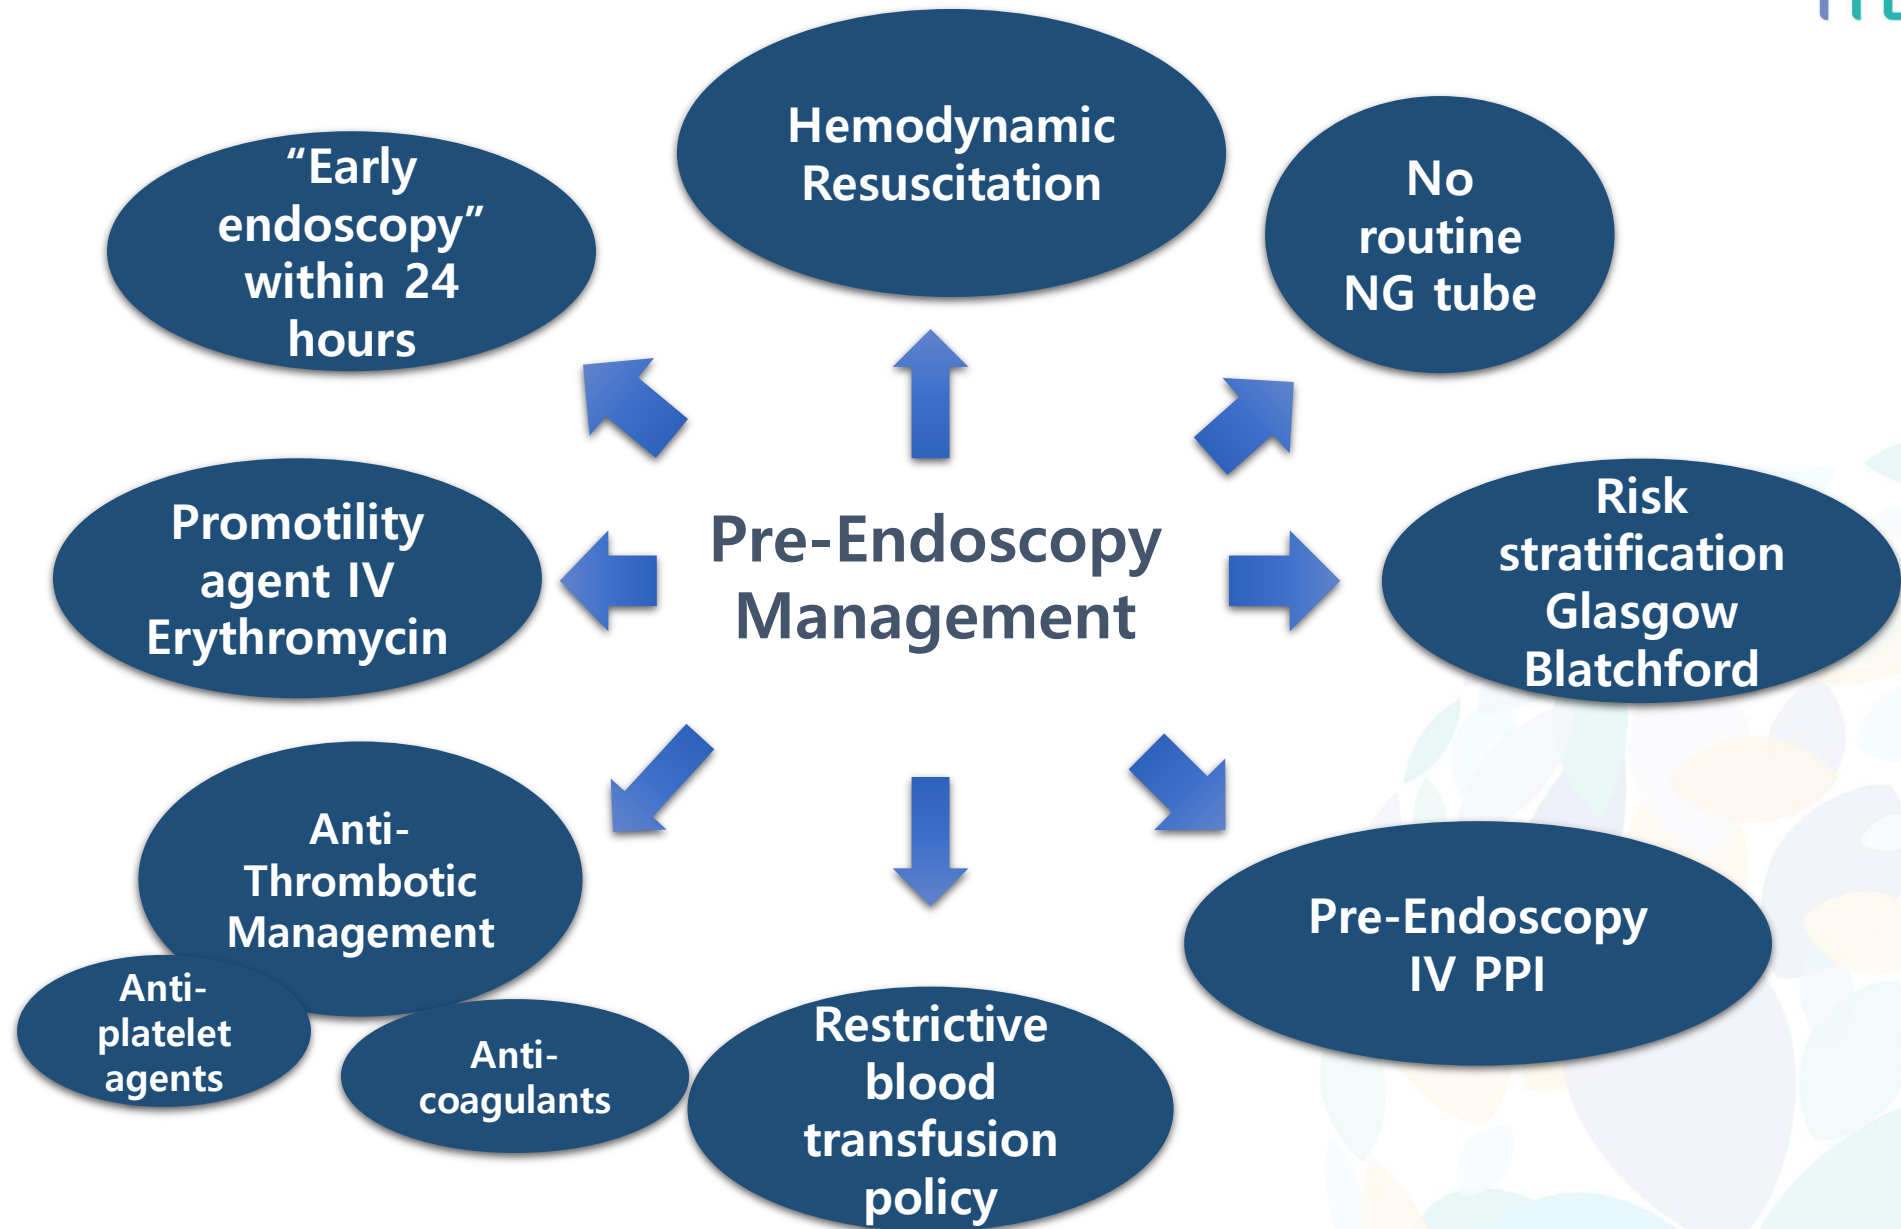 Hemodynamic
Resuscitation
“Early
endoscopy”
within 24
hours
No
routine
NG tube
Promotility
agent IV
Erythromycin
Pre-Endoscopy
Management
Risk
stratification
Glasgow
Blatchford
Anti-
Thrombotic
Management
Anti-
platelet
agents
Anti-
coagulants
Restrictive
blood
transfusion
policy
Pre-Endoscopy
IV PPI